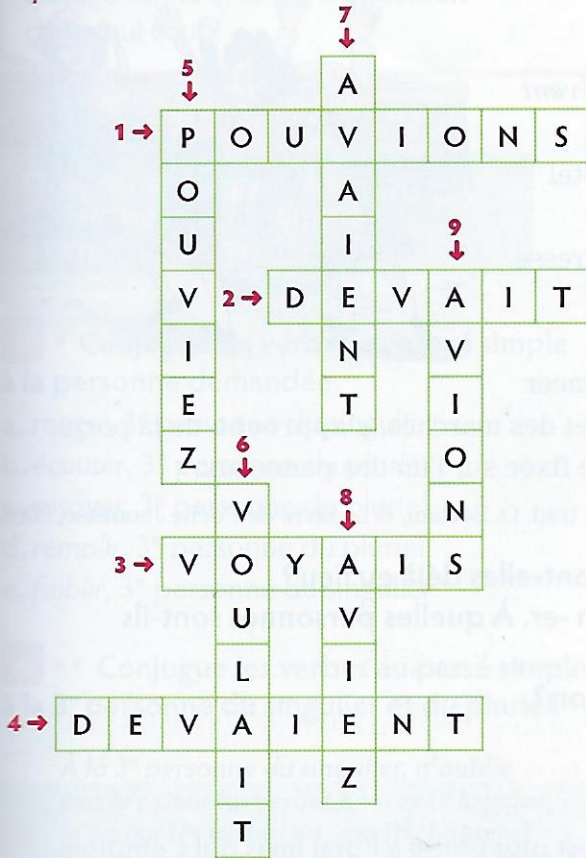 7
A
5
1 → P O U V I O N S
O A
U I 9
V 2 → D E V A I T
I N V
E T I
Z 6 O
V 8 N
3 → V O Y A I S
U V
L I
4 → D E V A I E N T
I Z
T